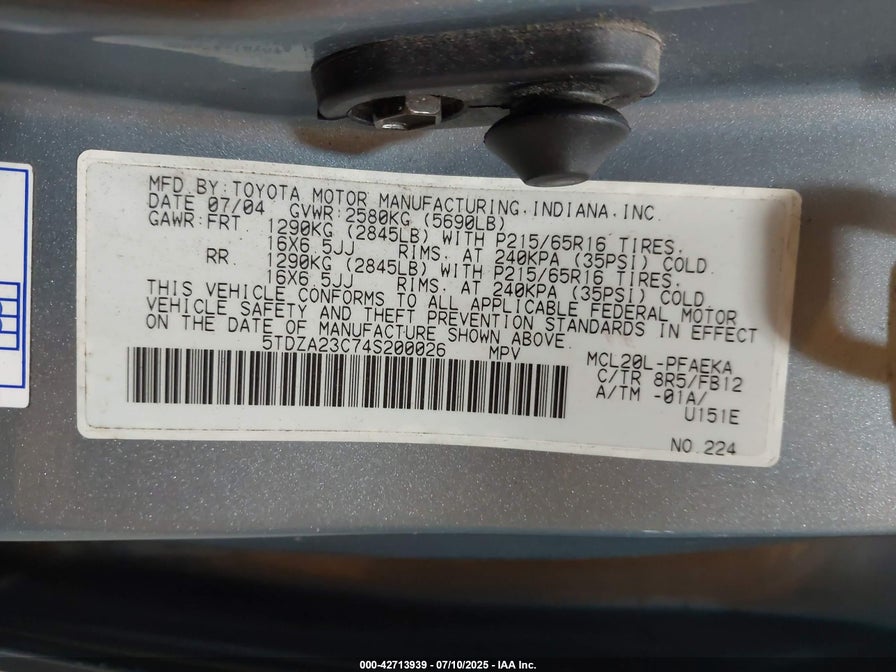 MFD BY: TOYOTA MOTOR MANUFACTURING, INDIANA, INC.
DATE 07/04 GVWR: 2580KG (5690LB)
GAWR: FRT 1290KG (2845LB) WITH P215/65R16 TIRES.
16X6.5JJ RIMS. AT 240KPA (35PSI) COLD.
RR 1290KG (2845LB) WITH P215/65R16 TIRES.
16X6.5JJ RIMS. AT 240KPA (35PSI) COLD.
THIS VEHICLE CONFORMS TO ALL APPLICABLE FEDERAL MOTOR
VEHICLE SAFETY AND THEFT PREVENTION STANDARDS IN EFFECT
ON THE DATE OF MANUFACTURE SHOWN ABOVE.
5TDZA23C74S200026 MPV
MCL20L-PFAEKA
C/TR 8R5/FB12
A/TM -01A/
U151E
NO. 224
000-42713939 - 07/10/2025 - IAA Inc.